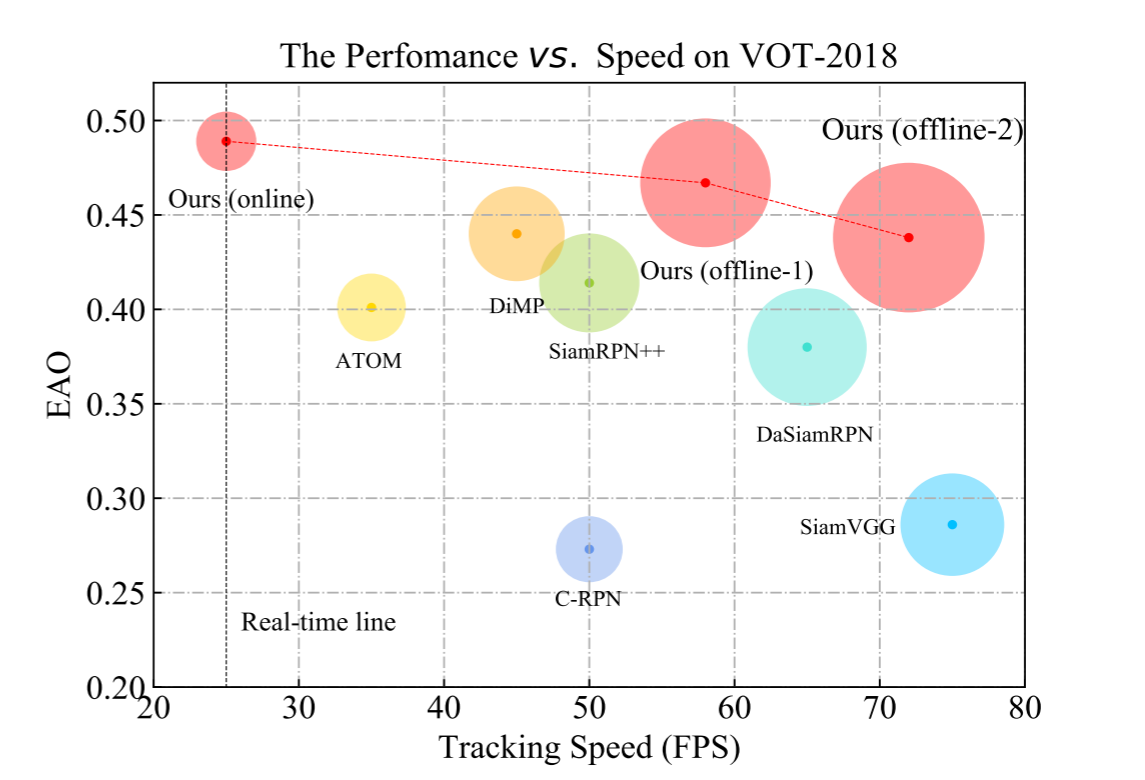 The Perfomance vs. Speed on VOT-2018
0.50
Ours (offline-2)
Ours (online)
0.45
Ours (offline-1)
DiMP
0.40
SiamRPN++
ATOM
EAO
0.35
DaSiamRPN
0.30
SiamVGG
0.25
C-RPN
Real-time line
0.20
20 30 40 50 60 70 80
Tracking Speed (FPS)